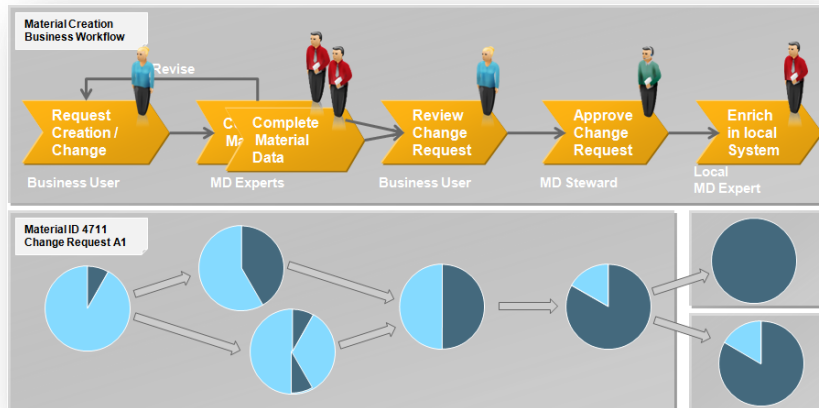 Material Creation
Business Workflow
Revise
Request
Creation /
Change
Complete
Material
Data
Review
Change
Request
Approve
Change
Request
Enrich
in local
System
Business User
MD Experts
Business User
MD Steward
Local
MD Expert
Material ID 4711
Change Request A1